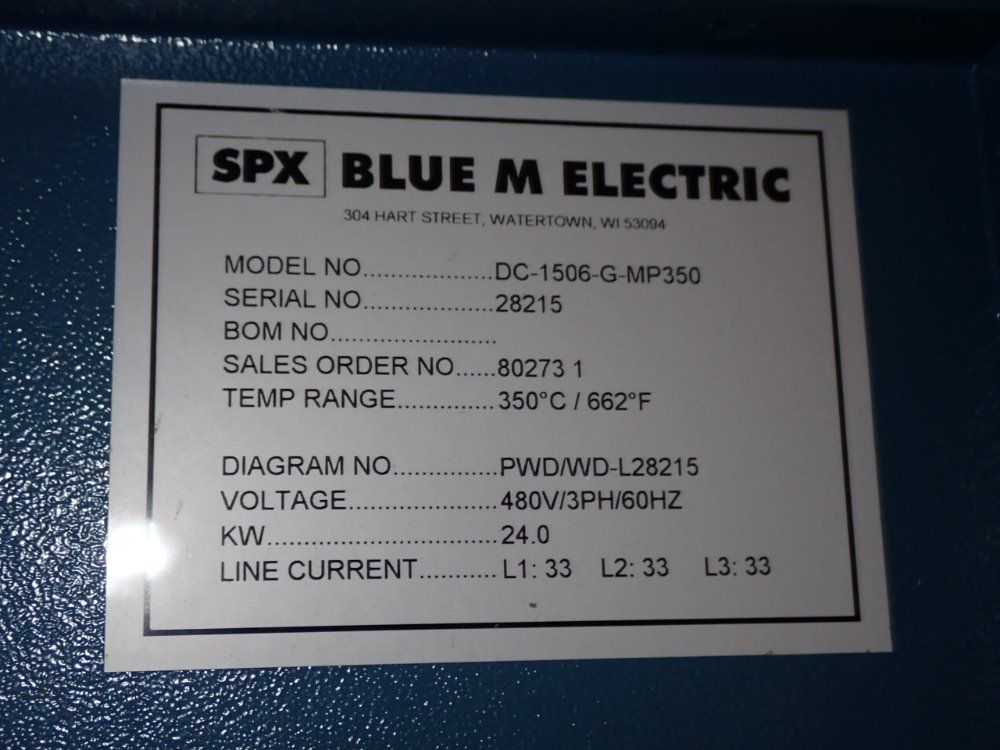 SPX BLUE M ELECTRIC
304 HART STREET, WATERTOWN, WI 53094
MODEL NO....................DC-1506-G-MP350
SERIAL NO....................28215
BOM NO.........................
SALES ORDER NO......80273 1
TEMP RANGE...............350°C / 662°F
DIAGRAM NO................PWD/WD-L28215
VOLTAGE.......................480V/3PH/60HZ
KW...................................24.0
LINE CURRENT............L1: 33 L2: 33 L3: 33